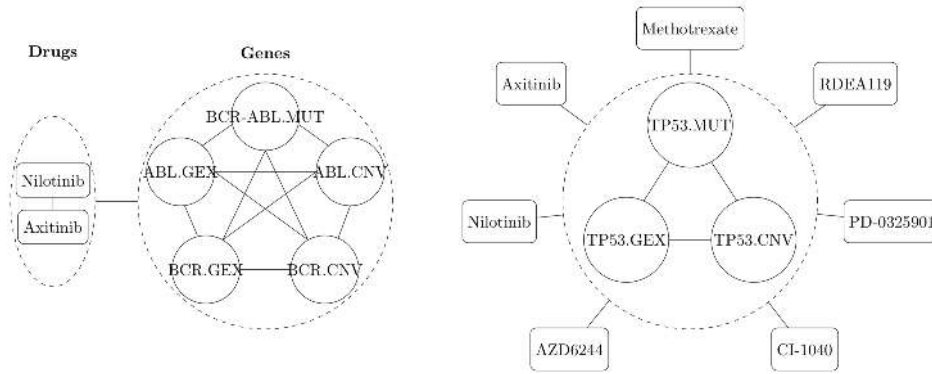 Drugs
Genes
BCR-ABL.MUT
ABL.GEX
ABL.CNV
Nilotinib
Axitinib
BCR.GEX
BCR.CNV
Methotrexate
Axitinib
RDEA119
TP53.MUT
Nilotinib
PD-0325901
TP53.GEX
TP53.CNV
AZD6244
CI-1040